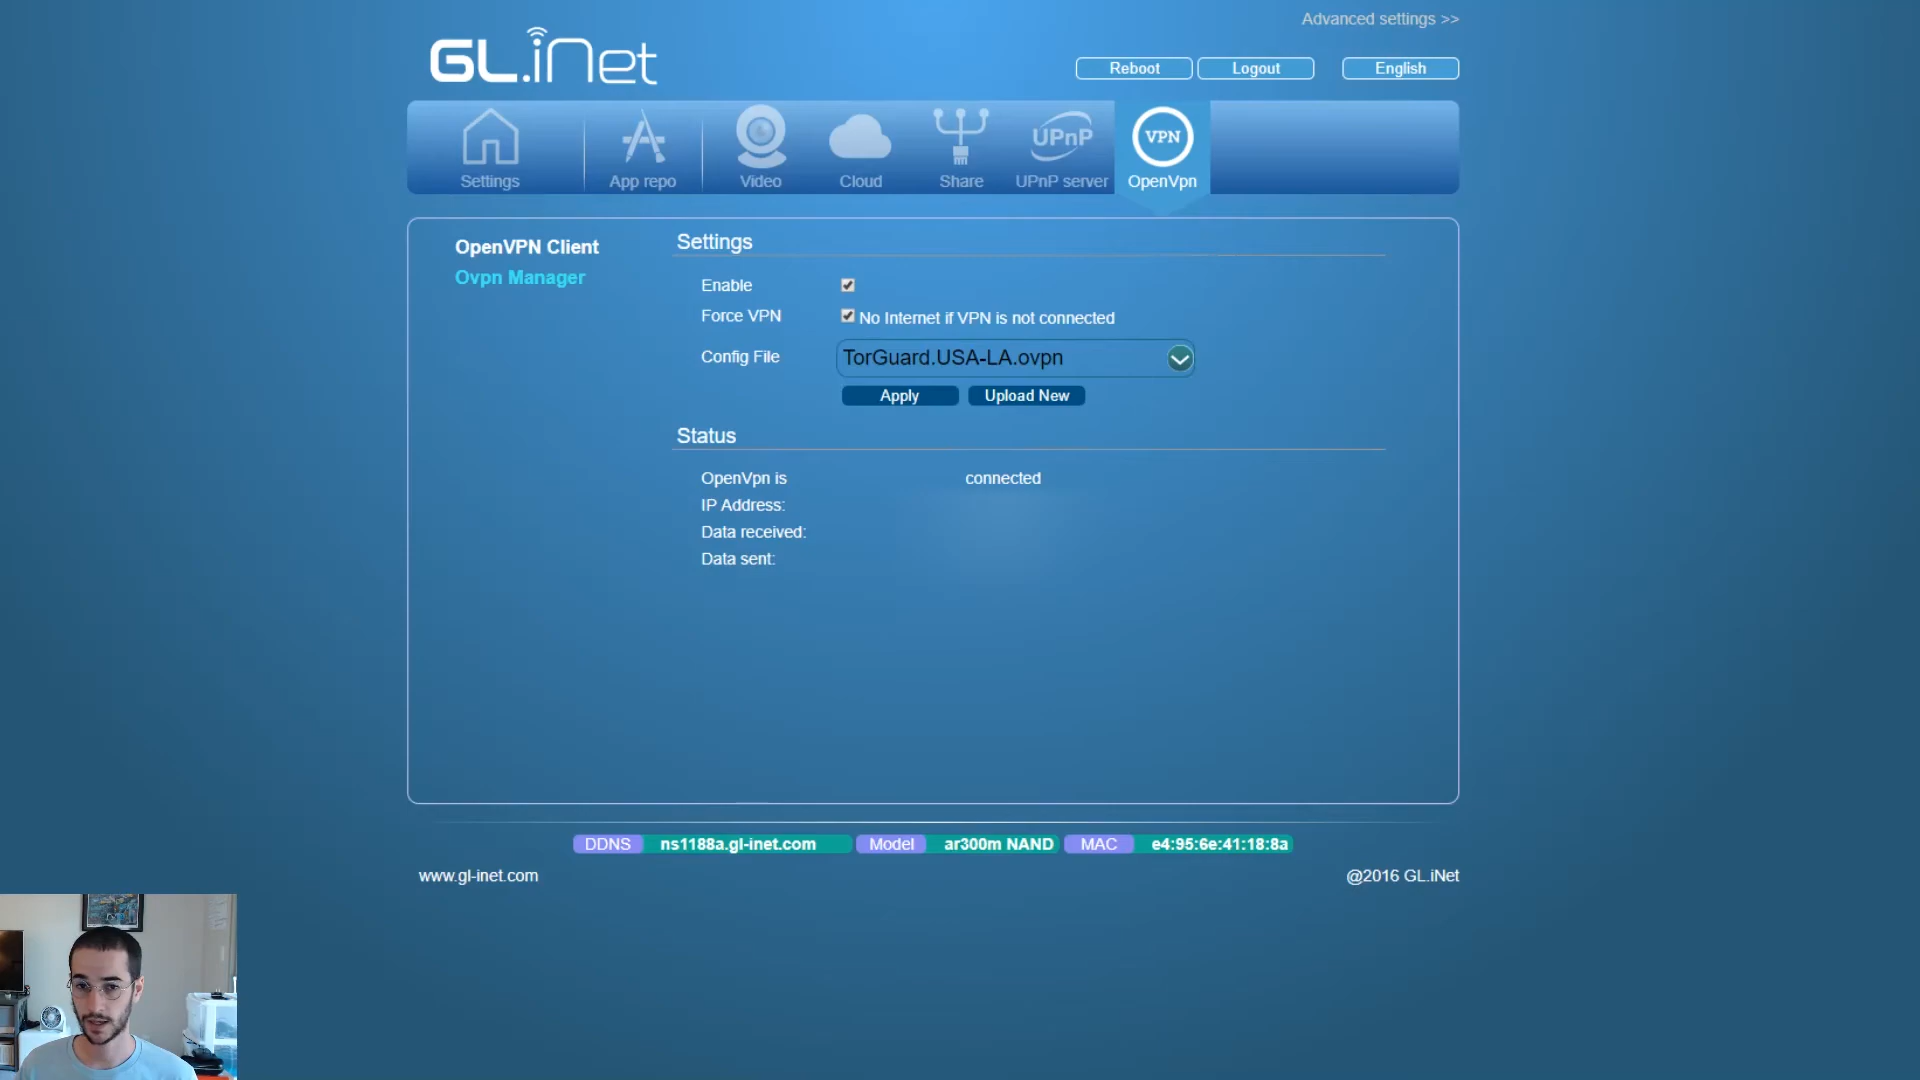 Advanced settings >>
GL.iNet
Reboot
Logout
English
Settings
App repo
Video
Cloud
Share
UPnP
UPnP server
VPN
OpenVpn
OpenVPN Client
Ovpn Manager
Settings
Enable
Force VPN
No Internet if VPN is not connected
Config File
TorGuard.USA-LA.ovpn
Apply
Upload New
Status
OpenVpn is connected
IP Address:
Data received:
Data sent:
DDNS ns1188a.gl-inet.com Model ar300m NAND MAC e4:95:6e:41:18:8a
www.gl-inet.com
@2016 GL.iNet